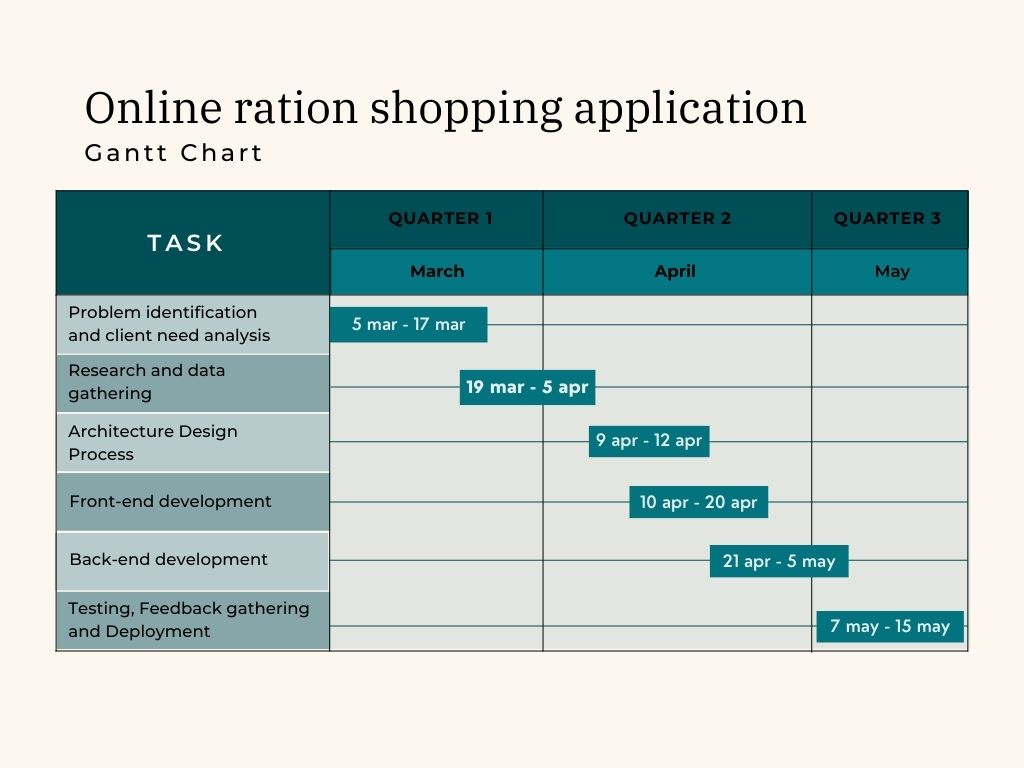 Online ration shopping application
Gantt Chart
TASK
QUARTER 1
QUARTER 2
QUARTER 3
March
April
May
Problem identification
and client need analysis
5 mar - 17 mar
Research and data
gathering
19 mar - 5 apr
Architecture Design
Process
9 apr - 12 apr
Front-end development
10 apr - 20 apr
Back-end development
21 apr - 5 may
Testing, Feedback gathering
and Deployment
7 may - 15 may